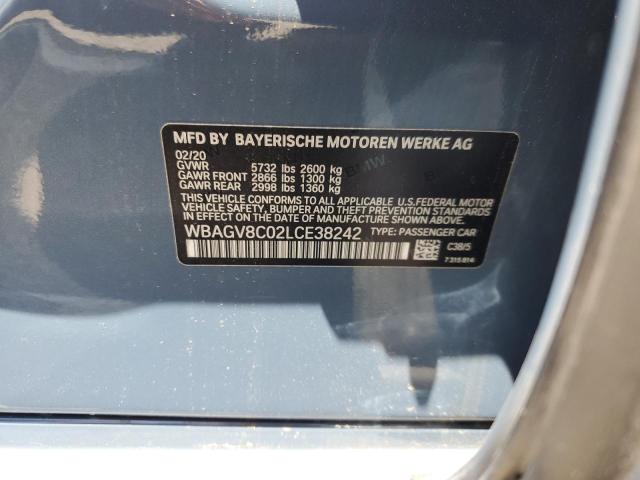 MFD BY BAYERISCHE MOTOREN WERKE AG
02/20
GVWR 5732 lbs 2600 kg
GAWR FRONT 2866 lbs 1300 kg
GAWR REAR 2998 lbs 1360 kg
THIS VEHICLE CONFORMS TO ALL APPLICABLE U.S.FEDERAL MOTOR
VEHICLE SAFETY, BUMPER, AND THEFT PREVENTION STANDARDS IN
EFFECT ON THE DATE OF MANUFACTURE SHOWN ABOVE.
WBAGV8C02LCE38242 TYPE: PASSENGER CAR
C38/5
7 315 814
BMW